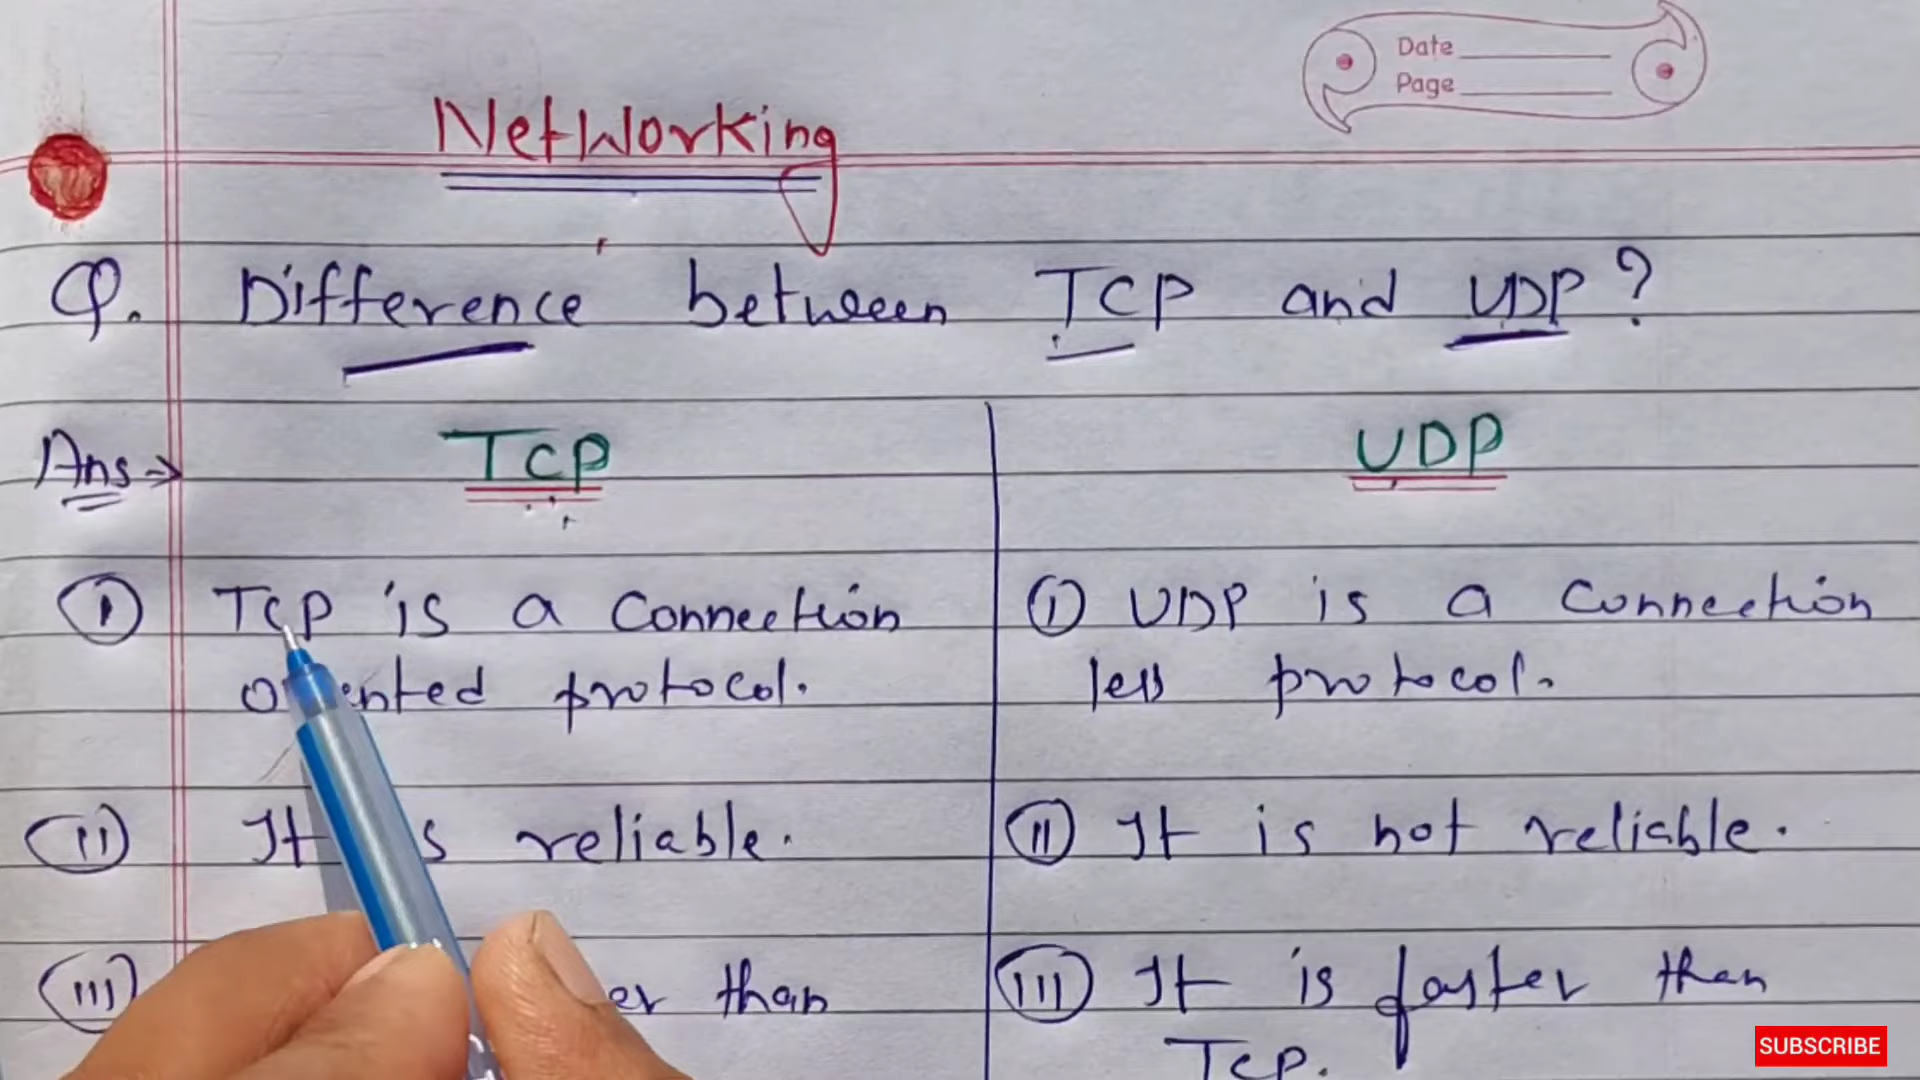 Date
Page
Networking
Q. Difference between TCP and UDP?
Ans→ TCP UDP
(I) TCP is a connection
oriented protocol.
(II) It is reliable.
(III) than
(I) UDP is a connection
less protocol.
(II) It is not reliable.
(III) It is faster than
TCP.
SUBSCRIBE